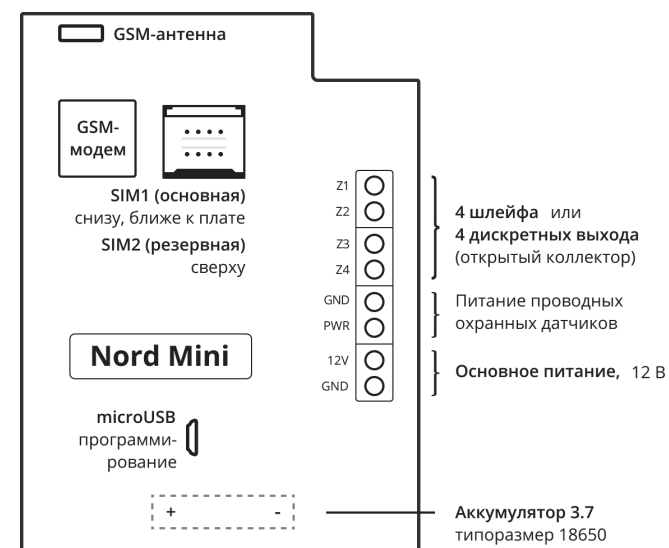 GSM-антенна
GSM-
модем
SIM1 (основная)
снизу, ближе к плате
SIM2 (резервная)
сверху
Z1
Z2
Z3
Z4
GND
PWR
12V
GND
4 шлейфа или
4 дискретных выхода
(открытый коллектор)
Питание проводных
охранных датчиков
Основное питание, 12 В
Nord Mini
microUSB
программи-
рование
+ -
Аккумулятор 3.7
типоразмер 18650